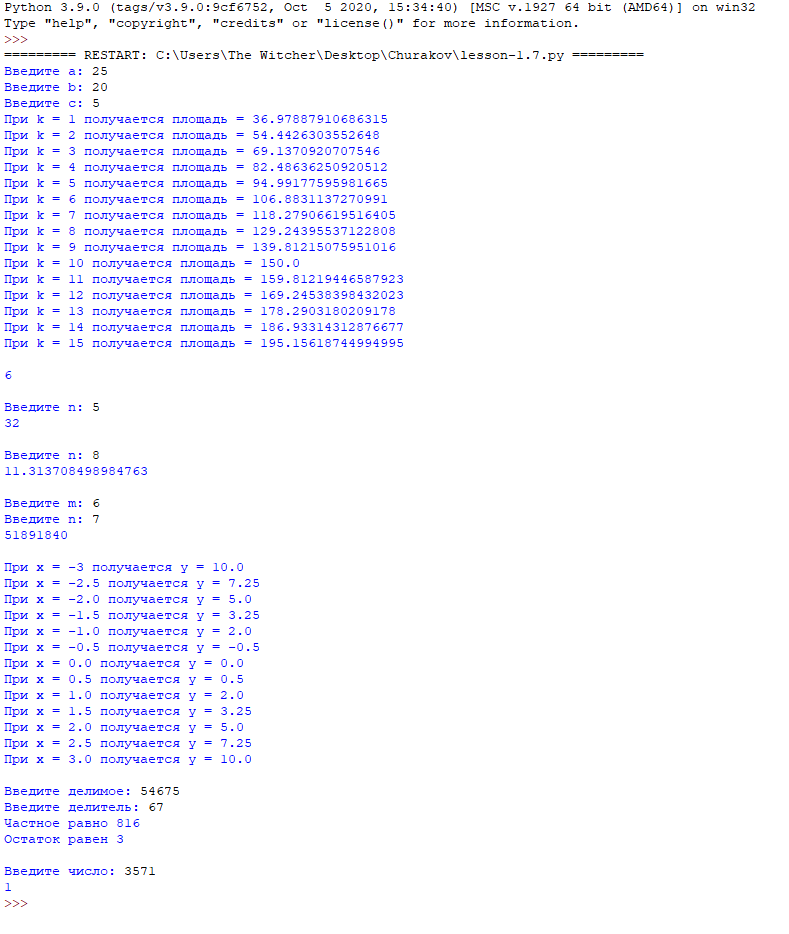 Python 3.9.0 (tags/v3.9.0:9cf6752, Oct  5 2020, 15:34:40) [MSC v.1927 64 bit (AMD64)] on win32
Type "help", "copyright", "credits" or "license()" for more information.
>>>
========= RESTART: C:\Users\The Witcher\Desktop\Churakov\lesson-1.7.py =========
Введите a: 25
Введите b: 20
Введите c: 5
При k = 1 получается площадь = 36.97887910686315
При k = 2 получается площадь = 54.4426303552648
При k = 3 получается площадь = 69.1370920707546
При k = 4 получается площадь = 82.48636250920512
При k = 5 получается площадь = 94.99177595981665
При k = 6 получается площадь = 106.8831137270991
При k = 7 получается площадь = 118.27906619516405
При k = 8 получается площадь = 129.24395537122808
При k = 9 получается площадь = 139.81215075951016
При k = 10 получается площадь = 150.0
При k = 11 получается площадь = 159.81219446587923
При k = 12 получается площадь = 169.24538398432023
При k = 13 получается площадь = 178.2903180209178
При k = 14 получается площадь = 186.93314312876677
При k = 15 получается площадь = 195.15618744994995
6
Введите n: 5
32
Введите n: 8
11.313708498984763
Введите m: 6
Введите n: 7
51891840
При x = -3 получается y = 10.0
При x = -2.5 получается y = 7.25
При x = -2.0 получается y = 5.0
При x = -1.5 получается y = 3.25
При x = -1.0 получается y = 2.0
При x = -0.5 получается y = -0.5
При x = 0.0 получается y = 0.0
При x = 0.5 получается y = 0.5
При x = 1.0 получается y = 2.0
При x = 1.5 получается y = 3.25
При x = 2.0 получается y = 5.0
При x = 2.5 получается y = 7.25
При x = 3.0 получается y = 10.0
Введите делимое: 54675
Введите делитель: 67
Частное равно 816
Остаток равен 3
Введите число: 3571
1
>>>